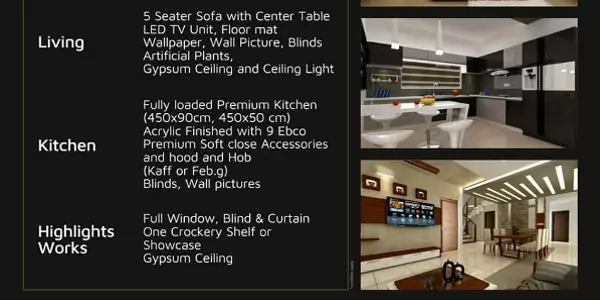 Living
5 Seater Sofa with Center Table
LED TV Unit, Floor mat
Wallpaper, Wall Picture, Blinds
Artificial Plants,
Gypsum Ceiling and Ceiling Light
Kitchen
Fully loaded Premium Kitchen
(450x90cm, 450x50 cm)
Acrylic Finished with 9 Ebco
Premium Soft close Accessories
and hood and Hob
(Kaff or Feb.g)
Blinds, Wall pictures
Highlights
Works
Full Window, Blind & Curtain
One Crockery Shelf or
Showcase
Gypsum Ceiling